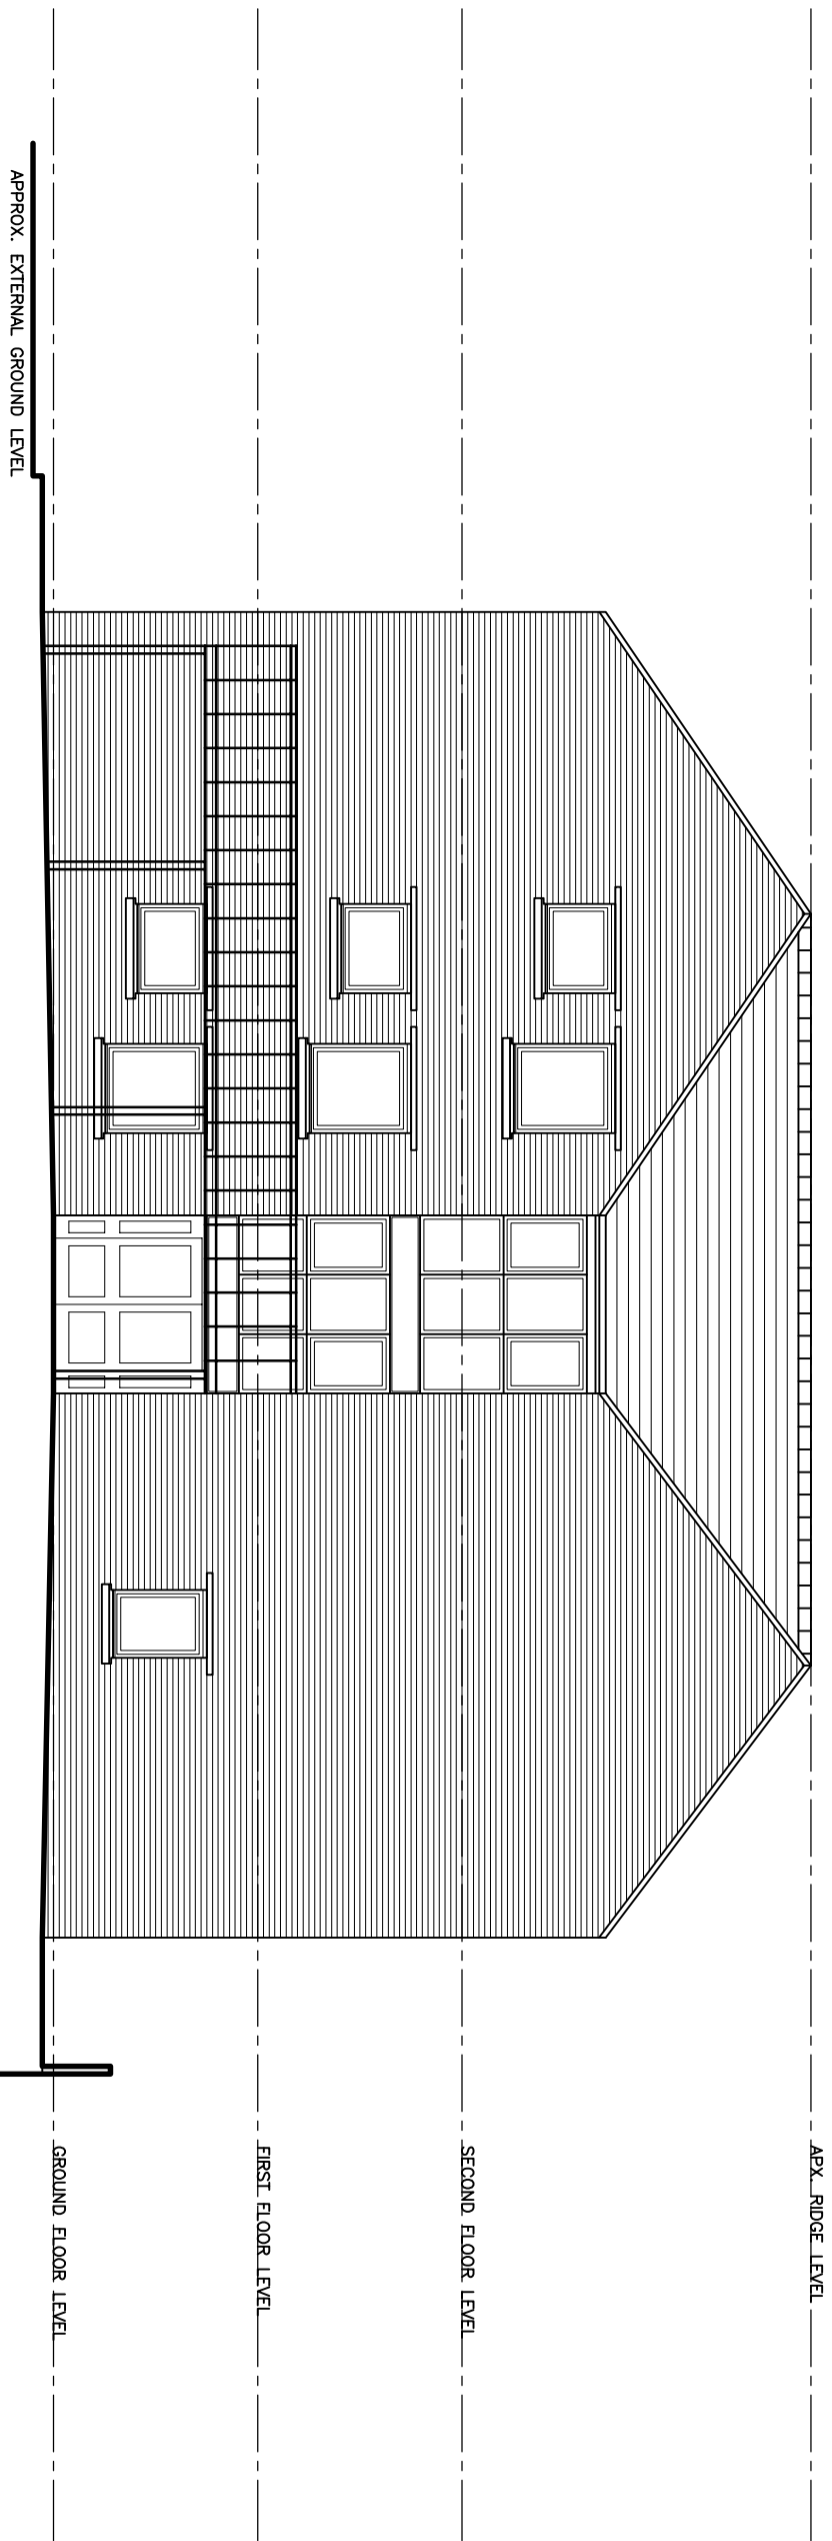 APX. RIDGE LEVEL
SECOND FLOOR LEVEL
FIRST FLOOR LEVEL
GROUND FLOOR LEVEL
APPROX. EXTERNAL GROUND LEVEL